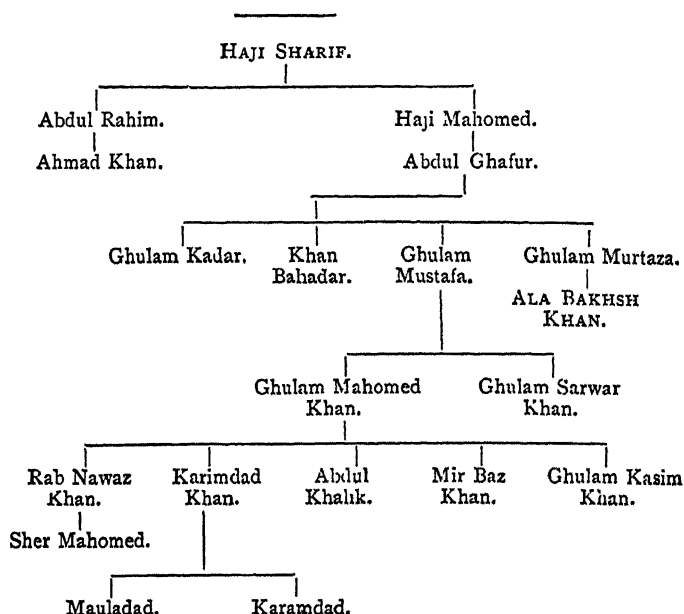 HAJI SHARIF.
Abdul Rahim. Haji Mahomed.
Ahmad Khan. Abdul Ghafur.
Ghulam Kadar. Khan Bahadar. Ghulam Mustafa. Ghulam Murtaza.
ALA BAKHSH
KHAN.
Ghulam Mahomed Khan. Ghulam Sarwar Khan.
Rab Nawaz Khan. Karimdad Khan. Abdul Khalik. Mir Baz Khan. Ghulam Kasim Khan.
Sher Mahomed.
Mauladad. Karamdad.